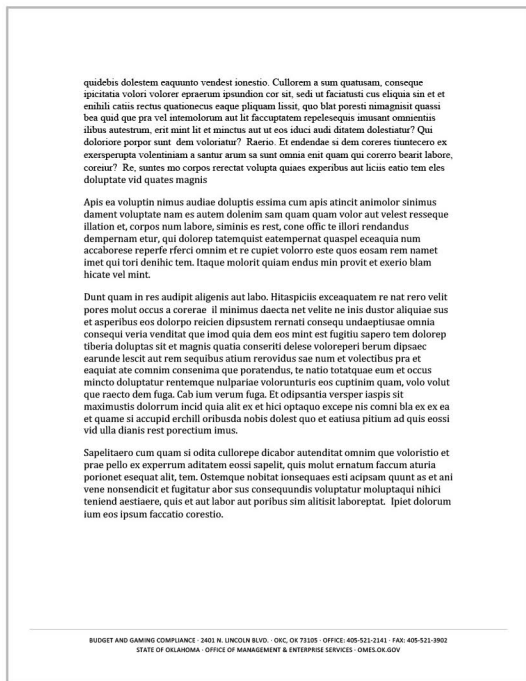 quidebis dolestem eaquunto vendest ionestio. Cullorem a sum quatusam, conseque
ipicitatia volori volorer epraerum ipsundion cor sit, sedi ut faciatusti cus eliquia sin et et
enihili catiis rectus quationecus eaque pliquam lissit, quo blat poresti nimagnisit quassi
bea quid que pra vel intemolorum aut lit faccuptatem repelesequis imusant omnientiis
ilibus autestrum, erit mint lit et minctus aut ut eos iduci audi ditatem dolestiatur? Qui
doloriore porpor sunt dem voloriatur? Raerio. Et endendae si dem coreres tiuntecero ex
exersperupta volentiniam a santur arum sa sunt omnia enit quam qui corerro bearit labore,
coreiur? Re, suntes mo corpos rerectat volupta quiaes experibus aut liciis eatio tem eles
doluptate vid quates magnis
Apis ea voluptin nimus audiae doluptis essima cum apis atincit animolor sinimus
dament voluptate nam es autem dolenim sam quam quam volor aut velest resseque
illation et, corpos num labore, siminis es rest, cone offic te illori rendandus
dempernam etur, qui dolorep tatemquist eatempernat quaspel eceaquia num
accaborese reperfe rferci omnim et re cupiet volorro este quos eosam rem namet
imet qui tori denihic tem. Itaque molorit quiam endus min provit et exerio blam
hicate vel mint.
Dunt quam in res audipit aligenis aut labo. Hitaspiciis exceaquatem re nat rero velit
pores molut occus a corerae il minimus daecta net velite ne inis dustor aliquiae sus
et asperibus eos dolorpo reicien dipsustem rernati consequ undaeptiusae omnia
consequi veria venditat que imod quia dem eos mint est fugitiu sapero tem dolorep
tiberia doluptas sit et magnis quatia conseriti delese voloreperi berum dipsaec
earunde lescit aut rem sequibus atium rerovidus sae num et volectibus pra et
eaquiat ate comnim consenima que poratendus, te natio totatquae eum et occus
mincto doluptatur rentemque nulpariae volorunturis eos cuptinim quam, volo volut
que raecto dem fuga. Cab ium verum fuga. Et odipsantia versper iaspis sit
maximustis dolorrum incid quia alit ex et hici optaquo excepe nis comni bla ex ex ea
et quame si accupid erchill oribusda nobis dolest quo et eatiusa pitium ad quis eossi
vid ulla dianis rest porectium imus.
Sapelitaero cum quam si odita cullorepe dicabor autenditat omnim que voloristio et
prae pello ex experrum aditatem eossi sapelit, quis molut ernatum faccum aturia
porionet esequat alit, tem. Ostemque nobitat ionsequaes esti acipsam quunt as et ani
vene nonsendicit et fugitatur abor sus consequundis voluptatur moluptaqui nihici
teniend aestiaere, quis et aut labor aut poribus sim alitisit laboreptat. Ipiet dolorum
ium eos ipsum faccatio corestio.
BUDGET AND GAMING COMPLIANCE · 2401 N. LINCOLN BLVD. · OKC, OK 73105 · OFFICE: 405-521-2141 · FAX: 405-521-3902
STATE OF OKLAHOMA · OFFICE OF MANAGEMENT & ENTERPRISE SERVICES · OMES.OK.GOV